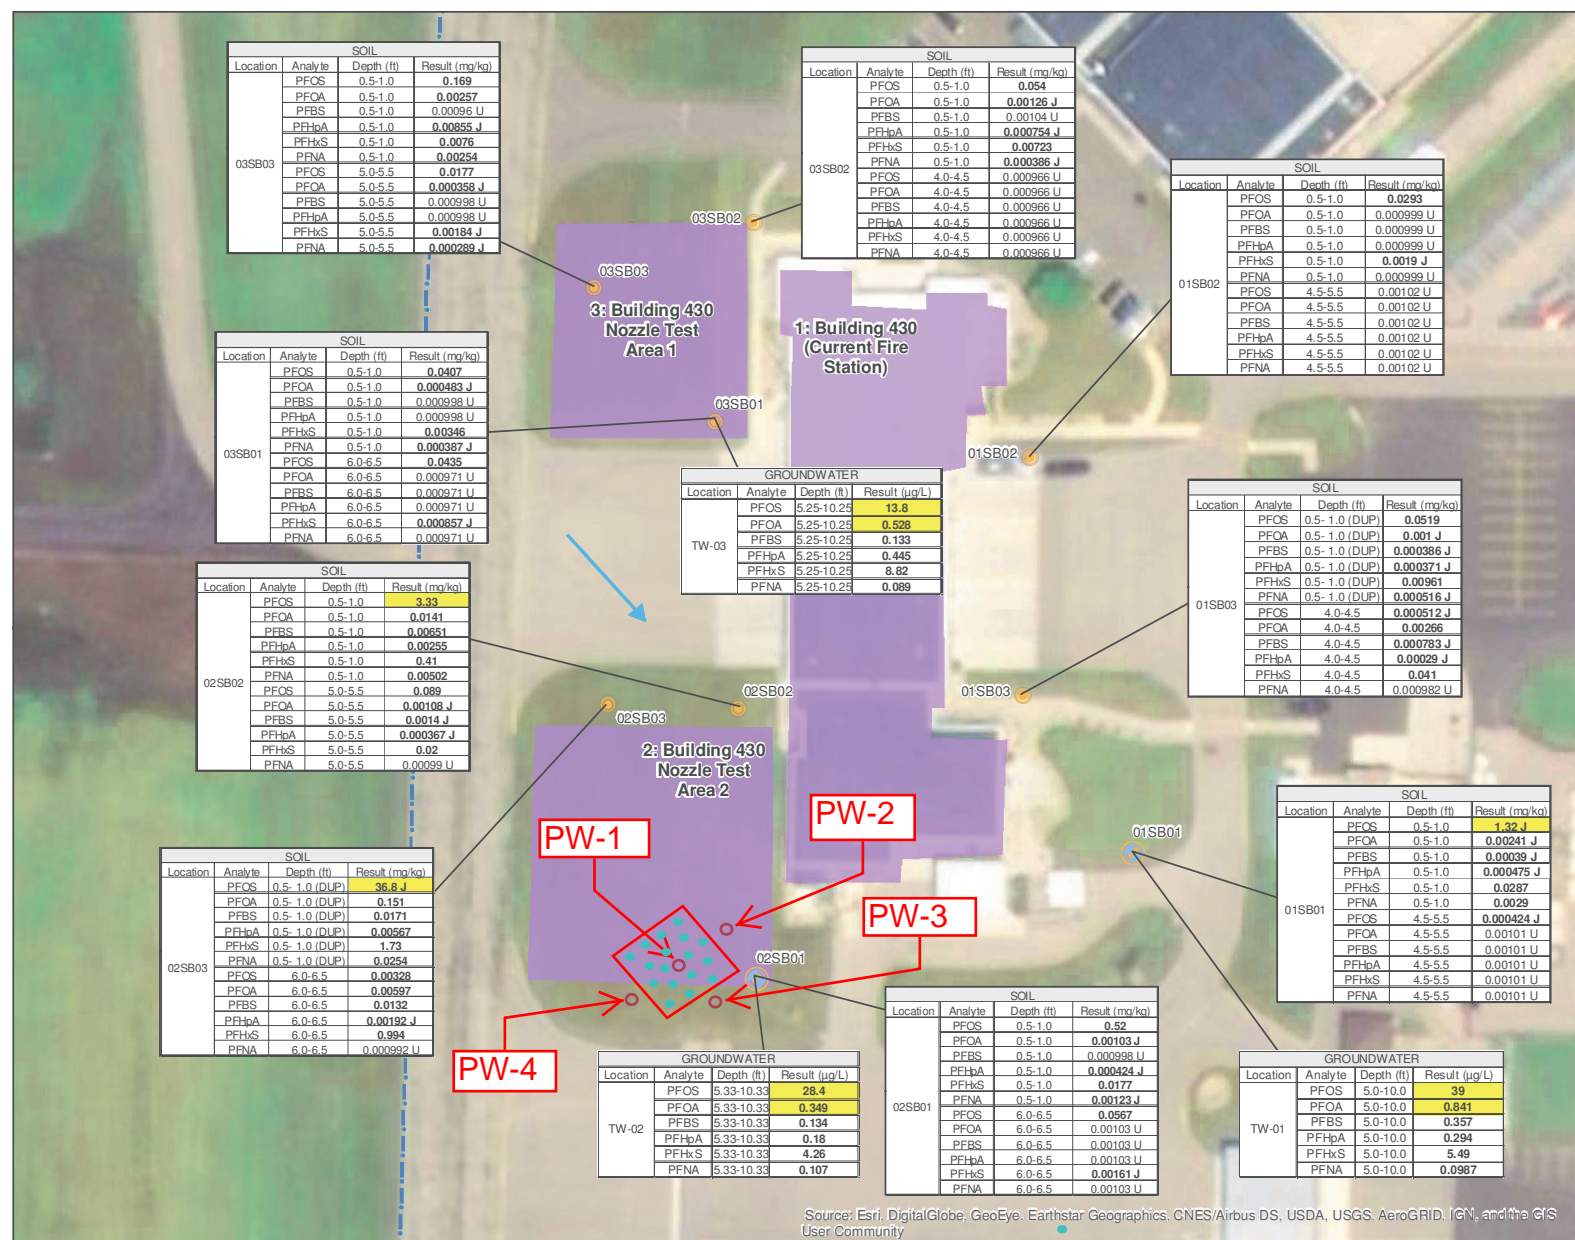 SOIL
Location Analyte Depth (ft) Result (mg/kg)
03SB03
PFOS 0.5-1.0 0.169
PFOA 0.5-1.0 0.00257
PFBS 0.5-1.0 0.00096 U
PFHpA 0.5-1.0 0.00855 J
PFHxS 0.5-1.0 0.0076
PFNA 0.5-1.0 0.00254
PFOS 5.0-5.5 0.0177
PFOA 5.0-5.5 0.000358 J
PFBS 5.0-5.5 0.000998 U
PFHpA 5.0-5.5 0.000998 U
PFHxS 5.0-5.5 0.00184 J
PFNA 5.0-5.5 0.000289 J
SOIL
Location Analyte Depth (ft) Result (mg/kg)
03SB02
PFOS 0.5-1.0 0.054
PFOA 0.5-1.0 0.00126 J
PFBS 0.5-1.0 0.00104 U
PFHpA 0.5-1.0 0.000754 J
PFHxS 0.5-1.0 0.00723
PFNA 0.5-1.0 0.000386 J
PFOS 4.0-4.5 0.000966 U
PFOA 4.0-4.5 0.000966 U
PFBS 4.0-4.5 0.000966 U
PFHpA 4.0-4.5 0.000966 U
PFHxS 4.0-4.5 0.000966 U
PFNA 4.0-4.5 0.000966 U
SOIL
Location Analyte Depth (ft) Result (mg/kg)
01SB02
PFOS 0.5-1.0 0.0293
PFOA 0.5-1.0 0.000999 U
PFBS 0.5-1.0 0.000999 U
PFHpA 0.5-1.0 0.000999 U
PFHxS 0.5-1.0 0.0019 J
PFNA 0.5-1.0 0.000999 U
PFOS 4.5-5.5 0.00102 U
PFOA 4.5-5.5 0.00102 U
PFBS 4.5-5.5 0.00102 U
PFHpA 4.5-5.5 0.00102 U
PFHxS 4.5-5.5 0.00102 U
PFNA 4.5-5.5 0.00102 U
03SB02
03SB03
3: Building 430
Nozzle Test
Area 1
1: Building 430
(Current Fire
Station)
SOIL
Location Analyte Depth (ft) Result (mg/kg)
03SB01
PFOS 0.5-1.0 0.0407
PFOA 0.5-1.0 0.000483 J
PFBS 0.5-1.0 0.000998 U
PFHpA 0.5-1.0 0.000998 U
PFHxS 0.5-1.0 0.00346
PFNA 0.5-1.0 0.000387 J
PFOS 6.0-6.5 0.0435
PFOA 6.0-6.5 0.000971 U
PFBS 6.0-6.5 0.000971 U
PFHpA 6.0-6.5 0.000971 U
PFHxS 6.0-6.5 0.000857 J
PFNA 6.0-6.5 0.000971 U
03SB01
01SB02
GROUNDWATER
Location Analyte Depth (ft) Result (µg/L)
TW-03
PFOS 5.25-10.25 13.8
PFOA 5.25-10.25 0.528
PFBS 5.25-10.25 0.133
PFHpA 5.25-10.25 0.445
PFHxS 5.25-10.25 8.82
PFNA 5.25-10.25 0.089
SOIL
Location Analyte Depth (ft) Result (mg/kg)
01SB03
PFOS 0.5- 1.0 (DUP) 0.0519
PFOA 0.5- 1.0 (DUP) 0.001 J
PFBS 0.5- 1.0 (DUP) 0.000386 J
PFHpA 0.5- 1.0 (DUP) 0.000371 J
PFHxS 0.5- 1.0 (DUP) 0.00961
PFNA 0.5- 1.0 (DUP) 0.000516 J
PFOS 4.0-4.5 0.000512 J
PFOA 4.0-4.5 0.00266
PFBS 4.0-4.5 0.000783 J
PFHpA 4.0-4.5 0.00029 J
PFHxS 4.0-4.5 0.041
PFNA 4.0-4.5 0.000982 U
SOIL
Location Analyte Depth (ft) Result (mg/kg)
02SB02
PFOS 0.5-1.0 3.33
PFOA 0.5-1.0 0.0141
PFBS 0.5-1.0 0.00651
PFHpA 0.5-1.0 0.00255
PFHxS 0.5-1.0 0.41
PFNA 0.5-1.0 0.00502
PFOS 5.0-5.5 0.089
PFOA 5.0-5.5 0.00108 J
PFBS 5.0-5.5 0.0014 J
PFHpA 5.0-5.5 0.000367 J
PFHxS 5.0-5.5 0.02
PFNA 5.0-5.5 0.00099 U
02SB02
01SB03
02SB03
2: Building 430
Nozzle Test
Area 2
PW-1
PW-2
01SB01
SOIL
Location Analyte Depth (ft) Result (mg/kg)
01SB01
PFOS 0.5-1.0 1.32 J
PFOA 0.5-1.0 0.00241 J
PFBS 0.5-1.0 0.00039 J
PFHpA 0.5-1.0 0.000475 J
PFHxS 0.5-1.0 0.0287
PFNA 0.5-1.0 0.0029
PFOS 4.5-5.5 0.000424 J
PFOA 4.5-5.5 0.00101 U
PFBS 4.5-5.5 0.00101 U
PFHpA 4.5-5.5 0.00101 U
PFHxS 4.5-5.5 0.00101 U
PFNA 4.5-5.5 0.00101 U
SOIL
Location Analyte Depth (ft) Result (mg/kg)
02SB03
PFOS 0.5- 1.0 (DUP) 36.8 J
PFOA 0.5- 1.0 (DUP) 0.151
PFBS 0.5- 1.0 (DUP) 0.0171
PFHpA 0.5- 1.0 (DUP) 0.00567
PFHxS 0.5- 1.0 (DUP) 1.73
PFNA 0.5- 1.0 (DUP) 0.0254
PFOS 6.0-6.5 0.00328
PFOA 6.0-6.5 0.00597
PFBS 6.0-6.5 0.0132
PFHpA 6.0-6.5 0.00192 J
PFHxS 6.0-6.5 0.994
PFNA 6.0-6.5 0.000992 U
PW-3
02SB01
PW-4
GROUNDWATER
Location Analyte Depth (ft) Result (µg/L)
TW-02
PFOS 5.33-10.33 28.4
PFOA 5.33-10.33 0.349
PFBS 5.33-10.33 0.134
PFHpA 5.33-10.33 0.18
PFHxS 5.33-10.33 4.26
PFNA 5.33-10.33 0.107
SOIL
Location Analyte Depth (ft) Result (mg/kg)
02SB01
PFOS 0.5-1.0 0.52
PFOA 0.5-1.0 0.00103 J
PFBS 0.5-1.0 0.000998 U
PFHpA 0.5-1.0 0.000424 J
PFHxS 0.5-1.0 0.0177
PFNA 0.5-1.0 0.00123 J
PFOS 6.0-6.5 0.0567
PFOA 6.0-6.5 0.00103 U
PFBS 6.0-6.5 0.00103 U
PFHpA 6.0-6.5 0.00103 U
PFHxS 6.0-6.5 0.00161 J
PFNA 6.0-6.5 0.00103 U
GROUNDWATER
Location Analyte Depth (ft) Result (µg/L)
TW-01
PFOS 5.0-10.0 39
PFOA 5.0-10.0 0.841
PFBS 5.0-10.0 0.357
PFHpA 5.0-10.0 0.294
PFHxS 5.0-10.0 5.49
PFNA 5.0-10.0 0.0987
Source: Esri, DigitalGlobe, GeoEye, Earthstar Geographics, CNES/Airbus DS, USDA, USGS, AeroGRID, IGN, and the GIS
User Community